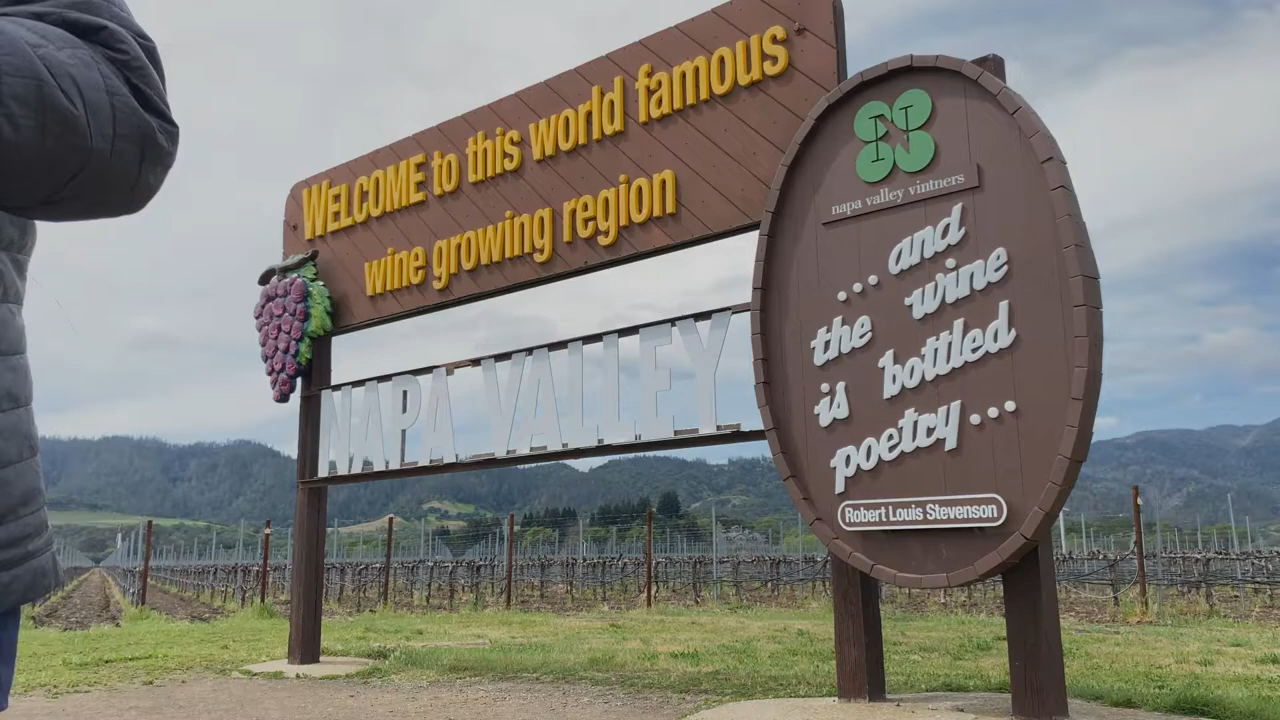 WELCOME to this world famous
wine growing region
NAPA VALLEY
N
napa valley vintners
...and
the wine
is bottled
poetry...
Robert Louis Stevenson